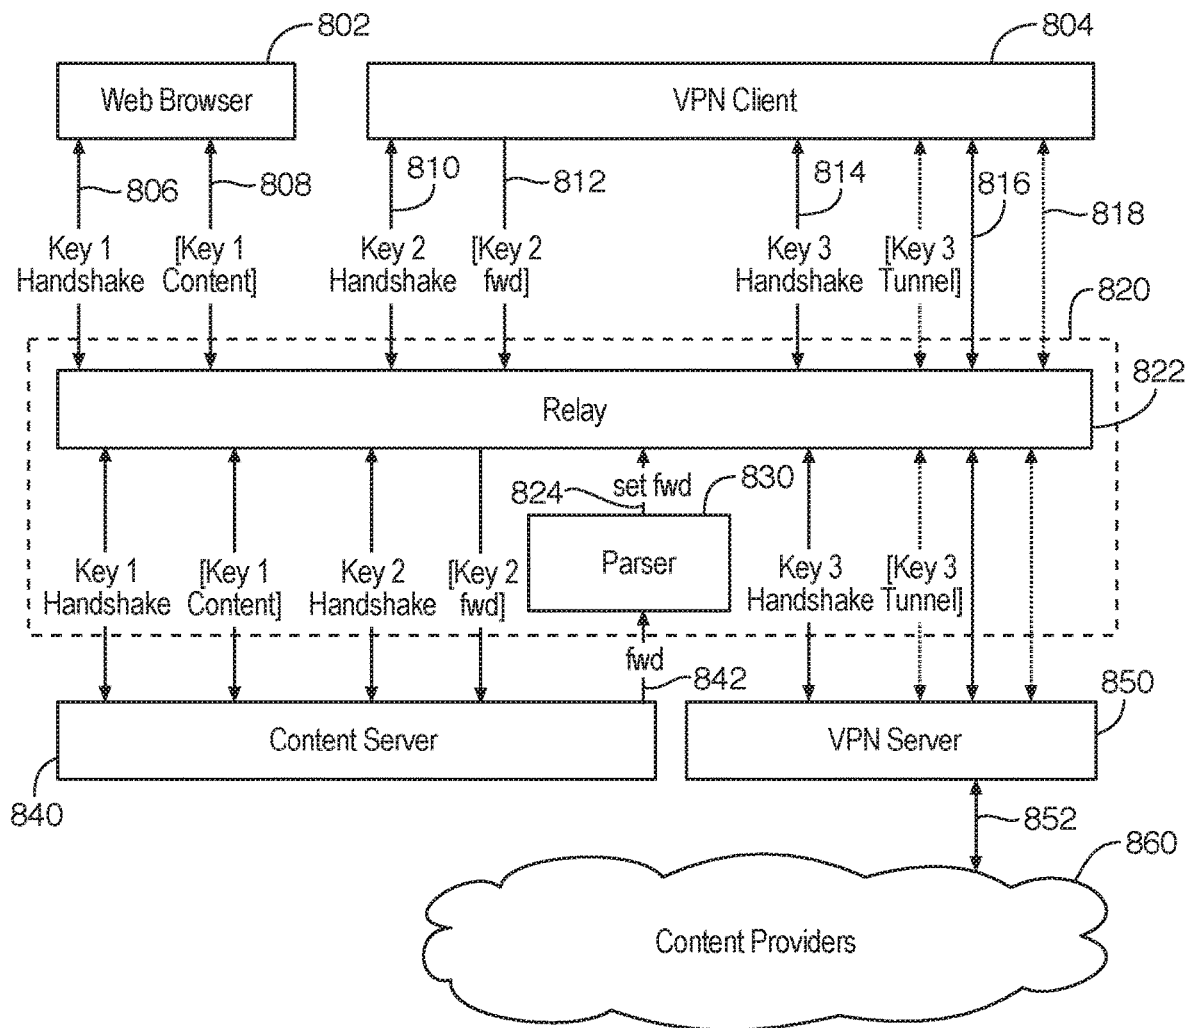 802
804
Web Browser
VPN Client
806
808
810
812
814
816
818
Key 1
Handshake
[Key 1
Content]
Key 2
Handshake
[Key 2
fwd]
Key 3
Handshake
[Key 3
Tunnel]
820
822
Relay
824
set fwd
830
Parser
Key 1
Handshake
[Key 1
Content]
Key 2
Handshake
[Key 2
fwd]
Key 3
Handshake
[Key 3
Tunnel]
fwd
842
850
Content Server
VPN Server
840
852
860
Content Providers